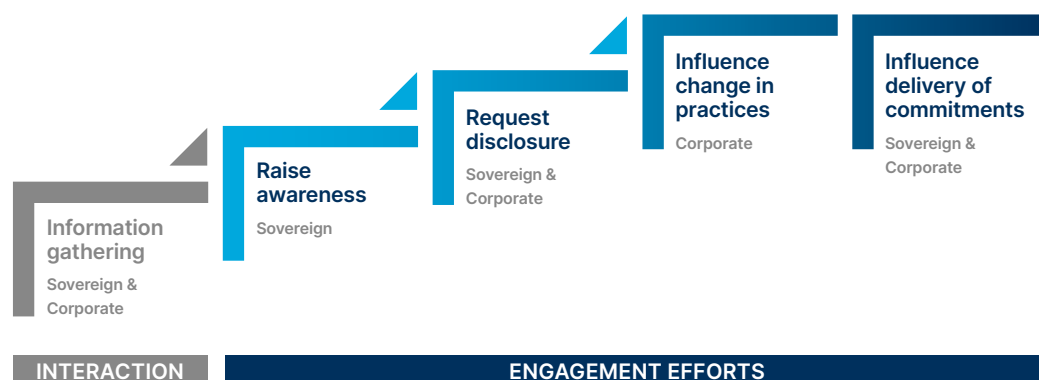 Information
gathering
Sovereign &
Corporate
Raise
awareness
Sovereign
Request
disclosure
Sovereign &
Corporate
Influence
change in
practices
Corporate
Influence
delivery of
commitments
Sovereign &
Corporate
INTERACTION
ENGAGEMENT EFFORTS